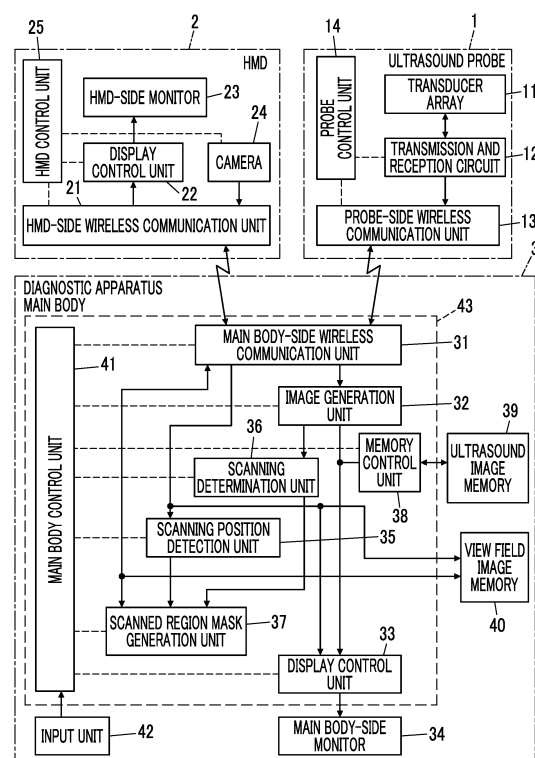 25
2
HMD
HMD CONTROL UNIT
HMD-SIDE MONITOR
23
24
DISPLAY
CONTROL UNIT
22
CAMERA
21
HMD-SIDE WIRELESS COMMUNICATION UNIT
14
1
ULTRASOUND PROBE
PROBE
CONTROL UNIT
TRANSDUCER
ARRAY
11
TRANSMISSION AND
RECEPTION CIRCUIT
12
PROBE-SIDE WIRELESS
COMMUNICATION UNIT
13
3
DIAGNOSTIC APPARATUS
MAIN BODY
43
41
MAIN BODY CONTROL UNIT
MAIN BODY-SIDE WIRELESS
COMMUNICATION UNIT
31
IMAGE GENERATION
UNIT
32
36
SCANNING
DETERMINATION UNIT
MEMORY
CONTROL
UNIT
38
39
ULTRASOUND
IMAGE
MEMORY
SCANNING POSITION
DETECTION UNIT
35
VIEW FIELD
IMAGE
MEMORY
40
SCANNED REGION MASK
GENERATION UNIT
37
33
DISPLAY CONTROL
UNIT
INPUT UNIT
42
MAIN BODY-SIDE
MONITOR
34